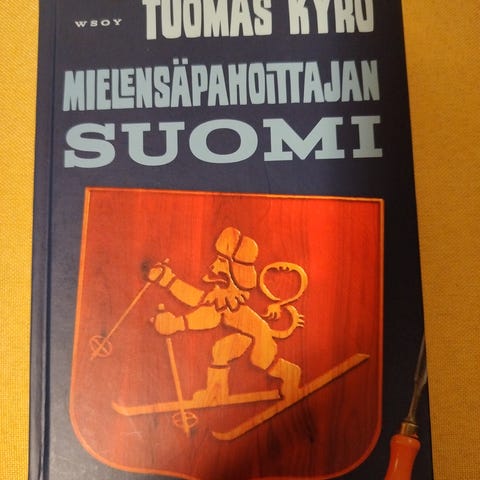 WSOY TUOMAS KYRÖ
MIELENSÄPAHOITTAJAN
SUOMI